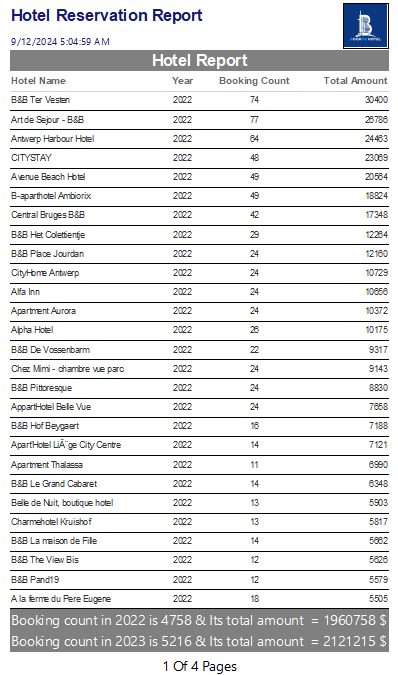 Hotel Reservation Report
BOOKING HOTEL
9/12/2024 5:04:59 AM
Hotel Report
Hotel Name Year Booking Count Total Amount
B&B Ter Vesten 2022 74 30400
Art de Sejour - B&B 2022 77 26786
Antwerp Harbour Hotel 2022 64 24463
CITYSTAY 2022 48 23069
Avenue Beach Hotel 2022 49 20564
B-aparthotel Ambiorix 2022 49 18824
Central Bruges B&B 2022 42 17348
B&B Het Colettientje 2022 29 12264
B&B Place Jourdan 2022 24 12160
CityHome Antwerp 2022 24 10729
Alfa Inn 2022 24 10656
Apartment Aurora 2022 24 10372
Alpha Hotel 2022 26 10175
B&B De Vossenbarm 2022 22 9317
Chez Mimi - chambre vue parc 2022 24 9143
B&B Pittoresque 2022 24 8830
AppartHotel Belle Vue 2022 24 7658
B&B Hof Beygaert 2022 16 7188
Apart'Hotel LiÃ¨ge City Centre 2022 14 7121
Apartment Thalassa 2022 11 6990
B&B Le Grand Cabaret 2022 14 6348
Belle de Nuit, boutique hotel 2022 13 5903
Charmehotel Kruishof 2022 13 5817
B&B La maison de Fille 2022 14 5662
B&B The View Bis 2022 12 5626
B&B Pand19 2022 12 5579
A la ferme du Pere Eugene 2022 18 5505
Booking count in 2022 is 4758 & Its total amount = 1960758 $
Booking count in 2023 is 5216 & Its total amount = 2121215 $
1 Of 4 Pages